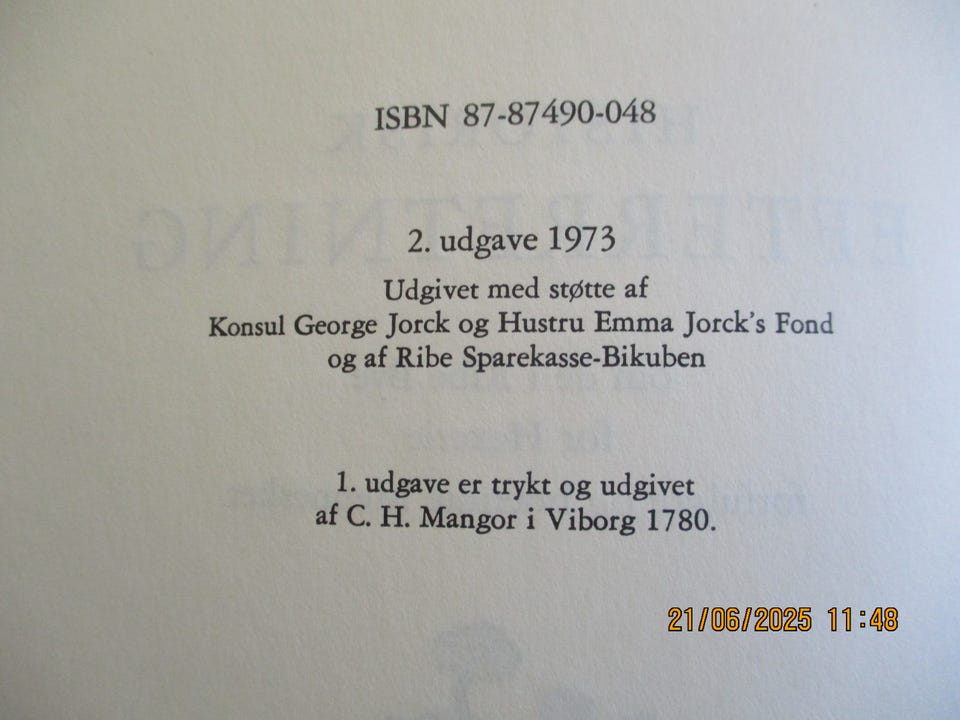 ISBN 87-87490-048
2. udgave 1973
Udgivet med støtte af
Konsul George Jorck og Hustru Emma Jorck's Fond
og af Ribe Sparekasse-Bikuben
1. udgave er trykt og udgivet
af C. H. Mangor i Viborg 1780.
21/06/2025 11:48